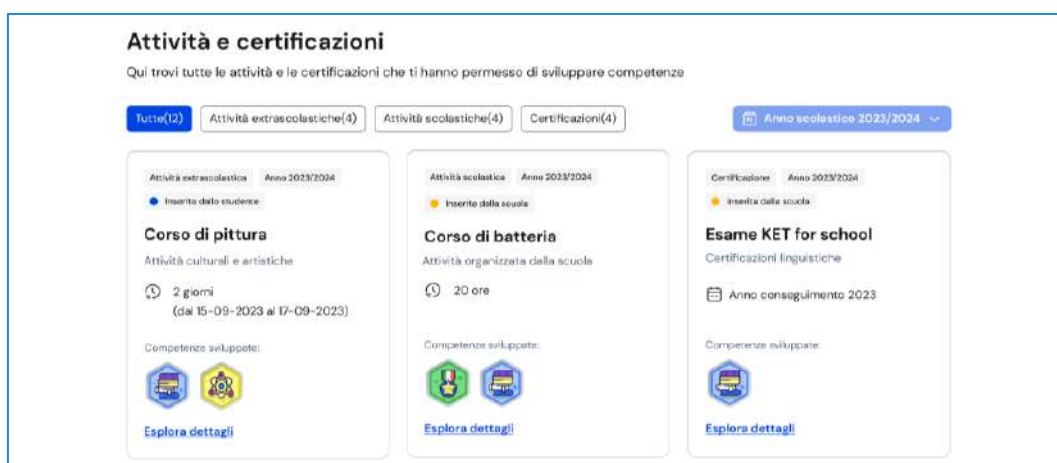 Attività e certificazioni
Qui trovi tutte le attività e le certificazioni che ti hanno permesso di sviluppare competenze
Tutte(12) Attività extrascolastiche(4) Attività scolastiche(4) Certificazioni(4) Anno scolastico 2023/2024
Attività extrascolastica Anno 2023/2024
Inserita dallo studente
Corso di pittura
Attività culturali e artistiche
2 giorni
(dal 15-09-2023 al 17-09-2023)
Competenze sviluppate:
Esplora dettagli
Attività scolastica Anno 2023/2024
Inserita dalla scuola
Corso di batteria
Attività organizzata dalla scuola
20 ore
Competenze sviluppate:
Esplora dettagli
Certificazione Anno 2023/2024
Inserita dalla scuola
Esame KET for school
Certificazioni linguistiche
Anno conseguimento 2023
Competenze sviluppate:
Esplora dettagli